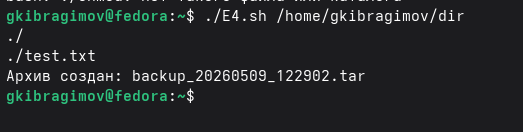 gkibragimov@fedora:~$ ./E4.sh /home/gkibragimov/dir
./
./test.txt
Архив создан: backup_20260509_122902.tar
gkibragimov@fedora:~$